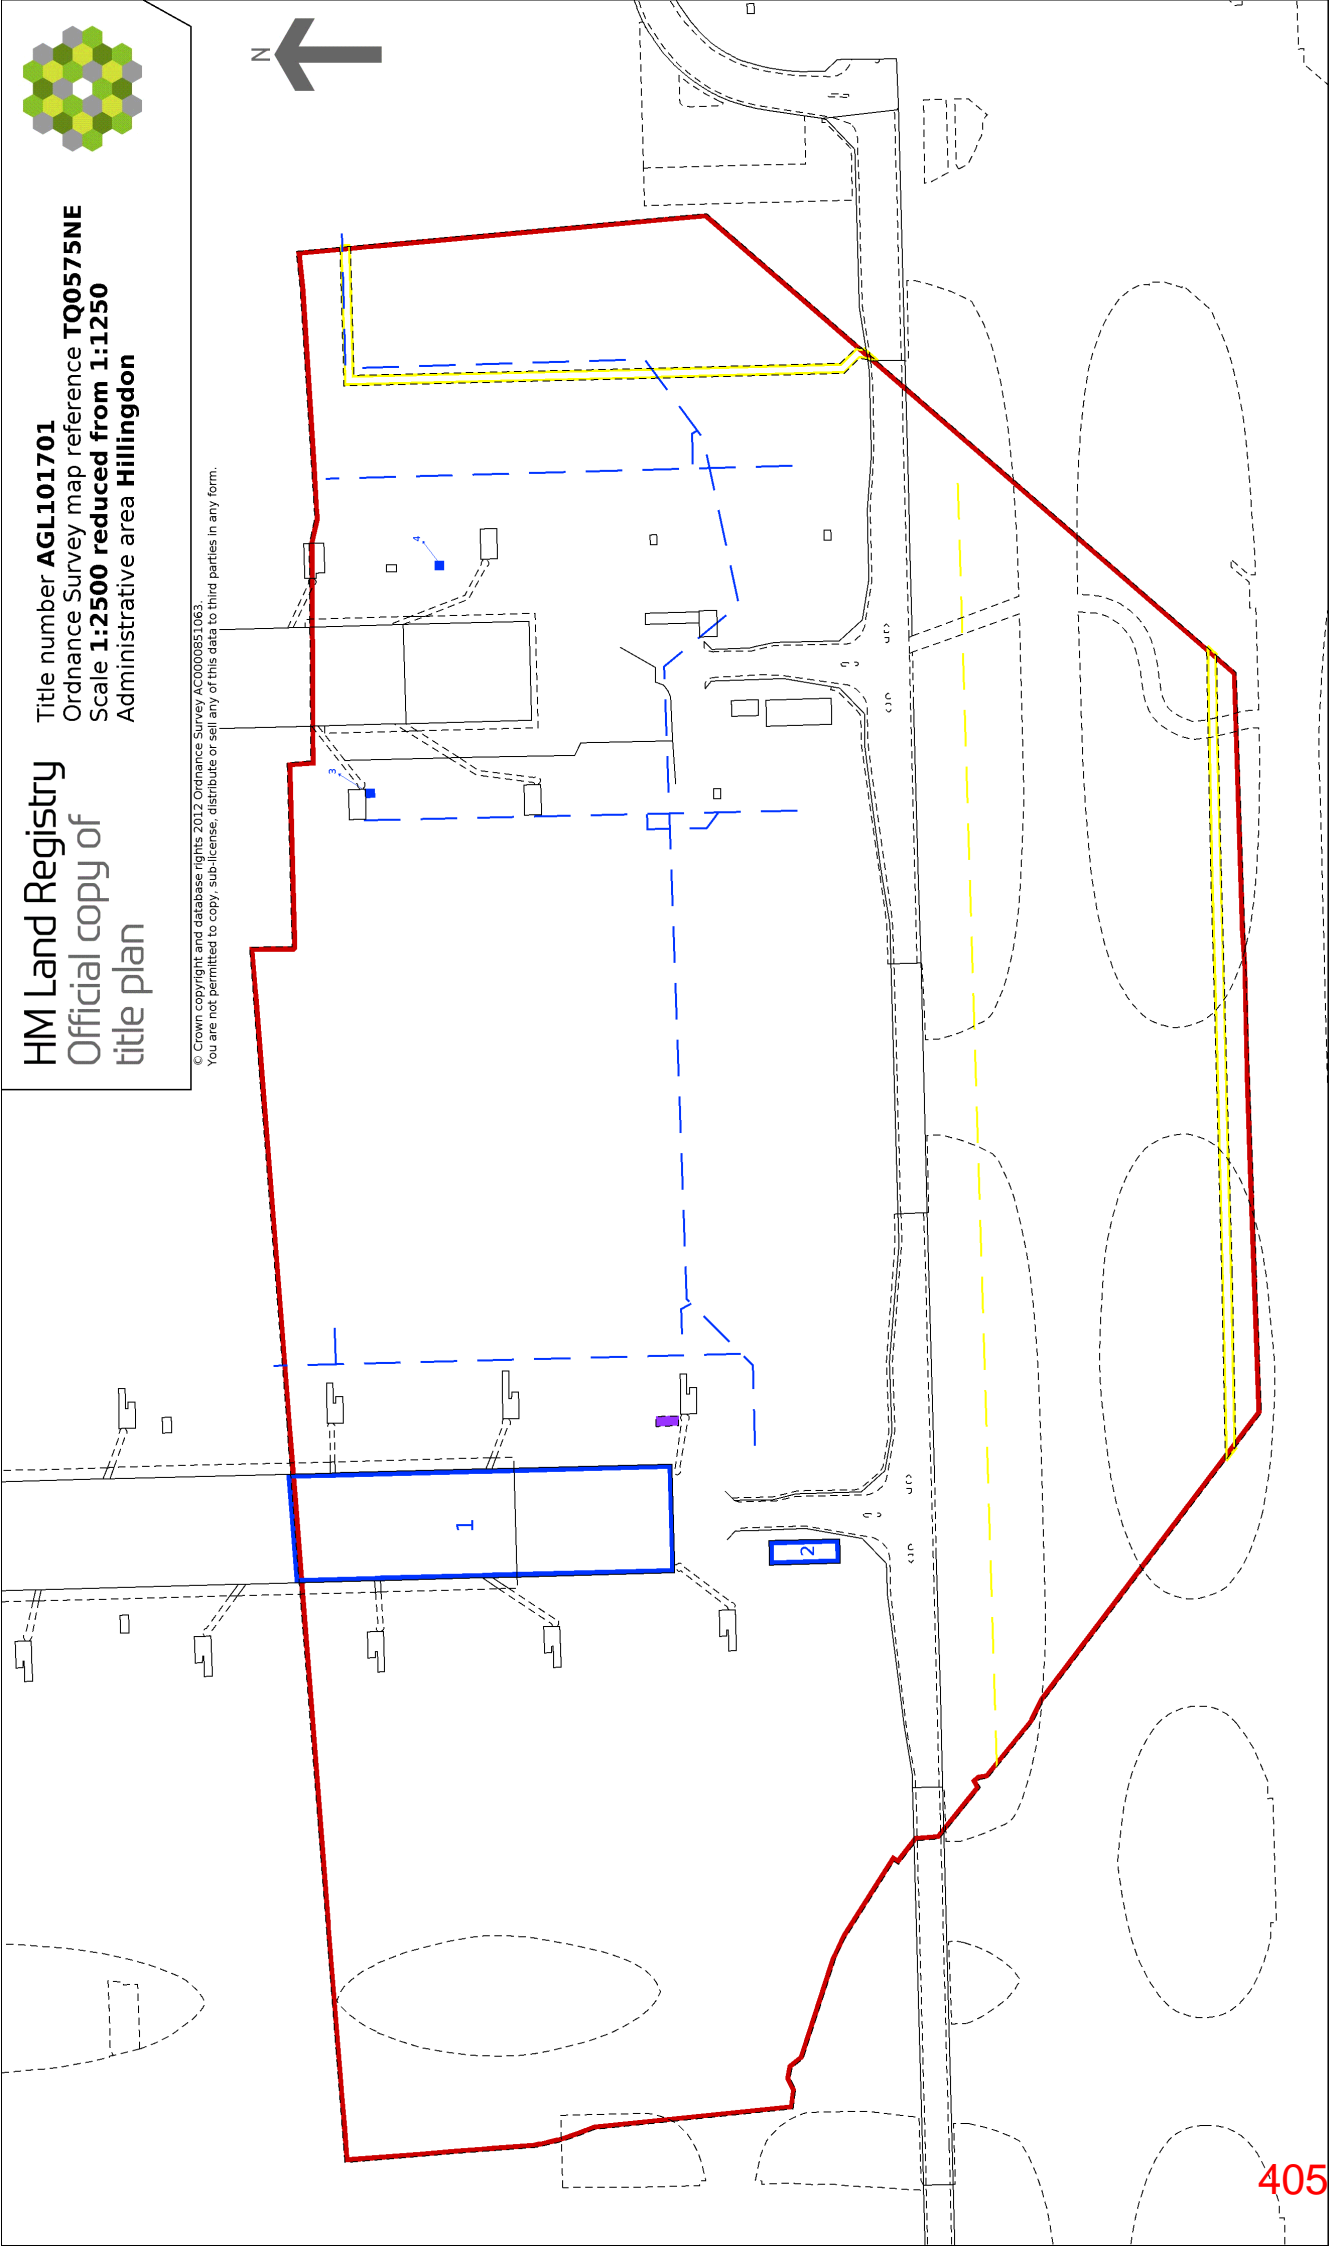 HM Land Registry
Official copy of
title plan
Title number AGL101701
Ordnance Survey map reference TQ0575NE
Scale 1:2500 reduced from 1:1250
Administrative area Hillingdon
© Crown copyright and database rights 2012 Ordnance Survey AC0000851063.
You are not permitted to copy, sub-license, distribute or sell any of this data to third parties in any form.
N
4
3
1
2
405